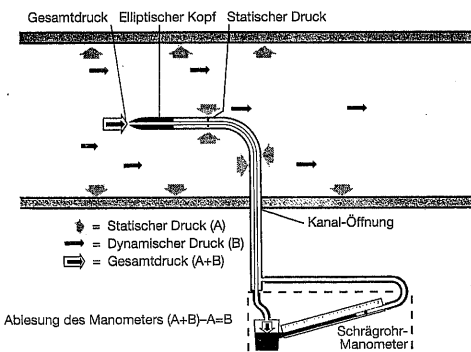 Gesamtdruck Elliptischer Kopf Statischer Druck
Kanal-Öffnung
= Statischer Druck (A)
= Dynamischer Druck (B)
= Gesamtdruck (A+B)
Ablesung des Manometers (A+B)–A=B
Schrägrohr-
Manometer